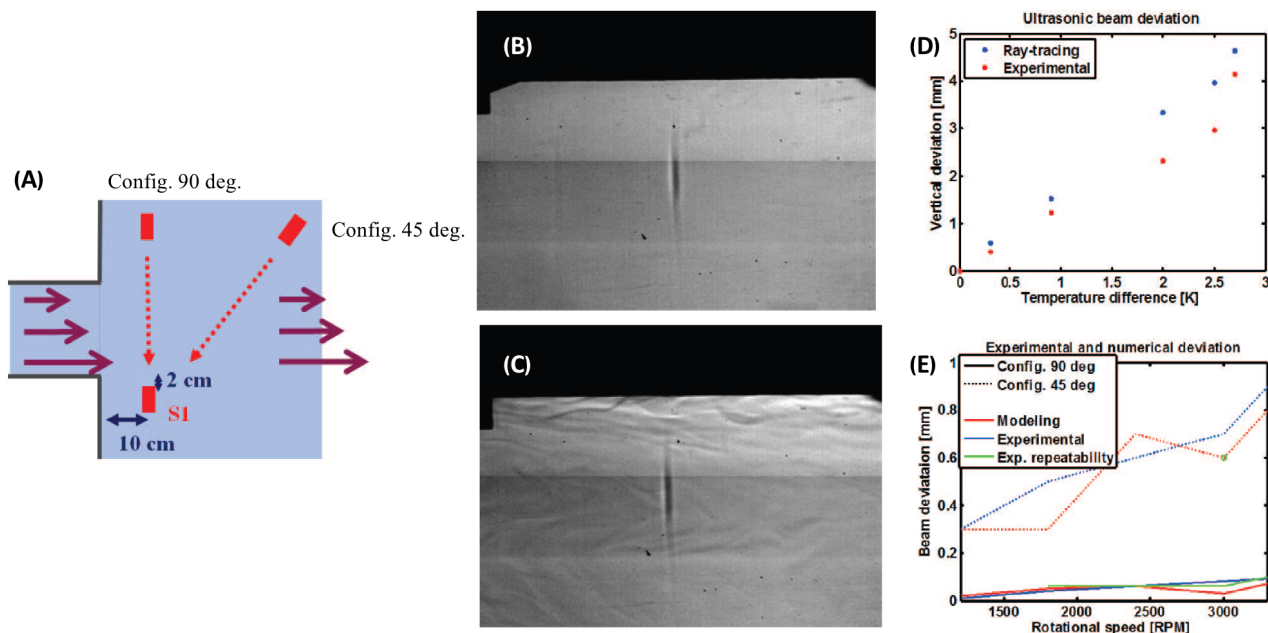 (A)
Config. 90 deg.
Config. 45 deg.
2 cm
S1
10 cm
(B)
(C)
(D)
Ultrasonic beam deviation
Ray-tracing
Experimental
Vertical deviation [mm]
5
4
3
2
1
0
0
0.5
1
1.5
2
2.5
3
Temperature difference [K]
(E)
Experimental and numerical deviation
Config. 90 deg
Config. 45 deg
Modeling
Experimental
Exp. repeatability
Beam deviataion [mm]
1
0.8
0.6
0.4
0.2
0
1500
2000
2500
3000
Rotational speed [RPM]